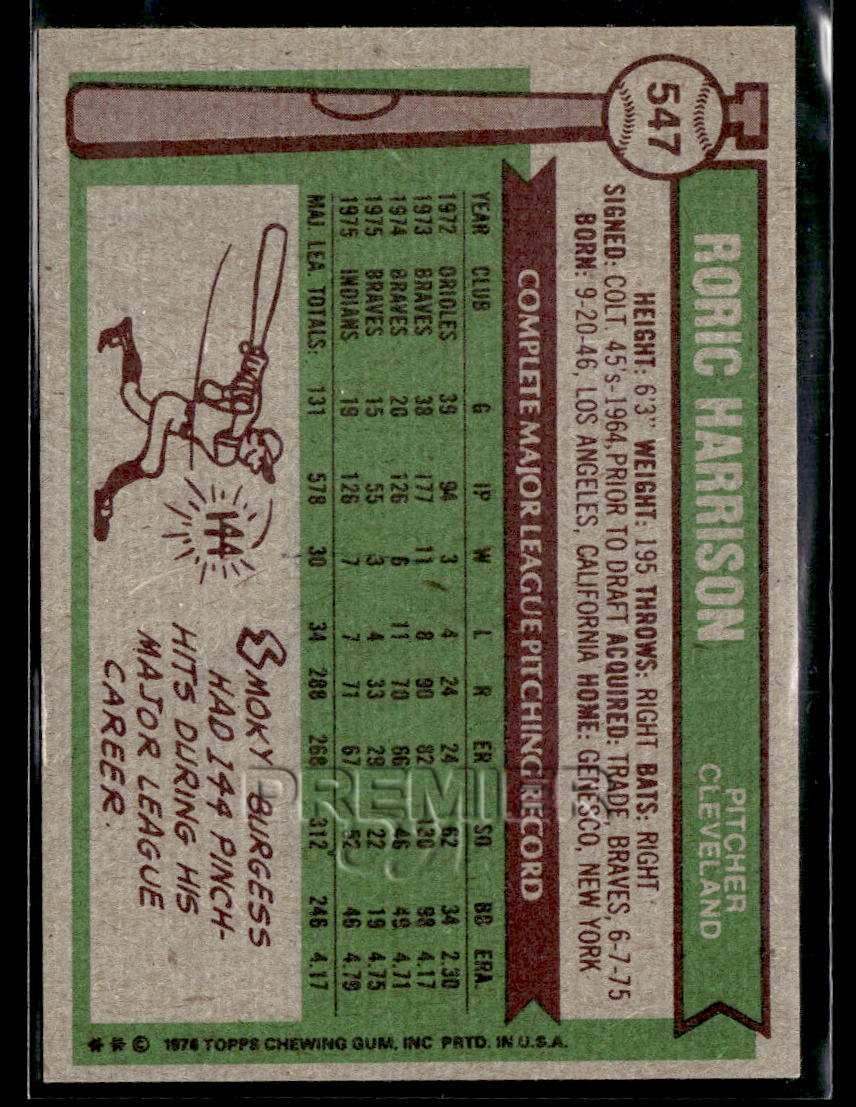 547
RORIC HARRISON
PITCHER
CLEVELAND
HEIGHT: 6'3" WEIGHT: 195 THROWS: RIGHT BATS: RIGHT
SIGNED: COLT 45's-1964, PRIOR TO DRAFT ACQUIRED: TRADE, BRAVES, 6-7-75
BORN: 9-20-46, LOS ANGELES, CALIFORNIA HOME: GENESCO, NEW YORK
COMPLETE MAJOR LEAGUE PITCHING RECORD
YEAR CLUB G IP W L R ER SO BB ERA
1972 ORIOLES 39 94 3 4 24 24 62 34 2.30
1973 BRAVES 38 177 11 8 90 82 130 98 4.17
1974 BRAVES 20 126 6 11 70 66 46 49 4.71
1975 BRAVES 15 55 3 4 33 29 22 19 4.75
1975 INDIANS 19 126 7 7 71 67 52 46 4.79
MAJ. LEA. TOTALS: 131 578 30 34 288 268 312 246 4.17
144
SMOKY BURGESS
HAD 144 PINCH-
HITS DURING HIS
MAJOR LEAGUE
CAREER.
** © 1976 TOPPS CHEWING GUM, INC PRTD. IN U.S.A.